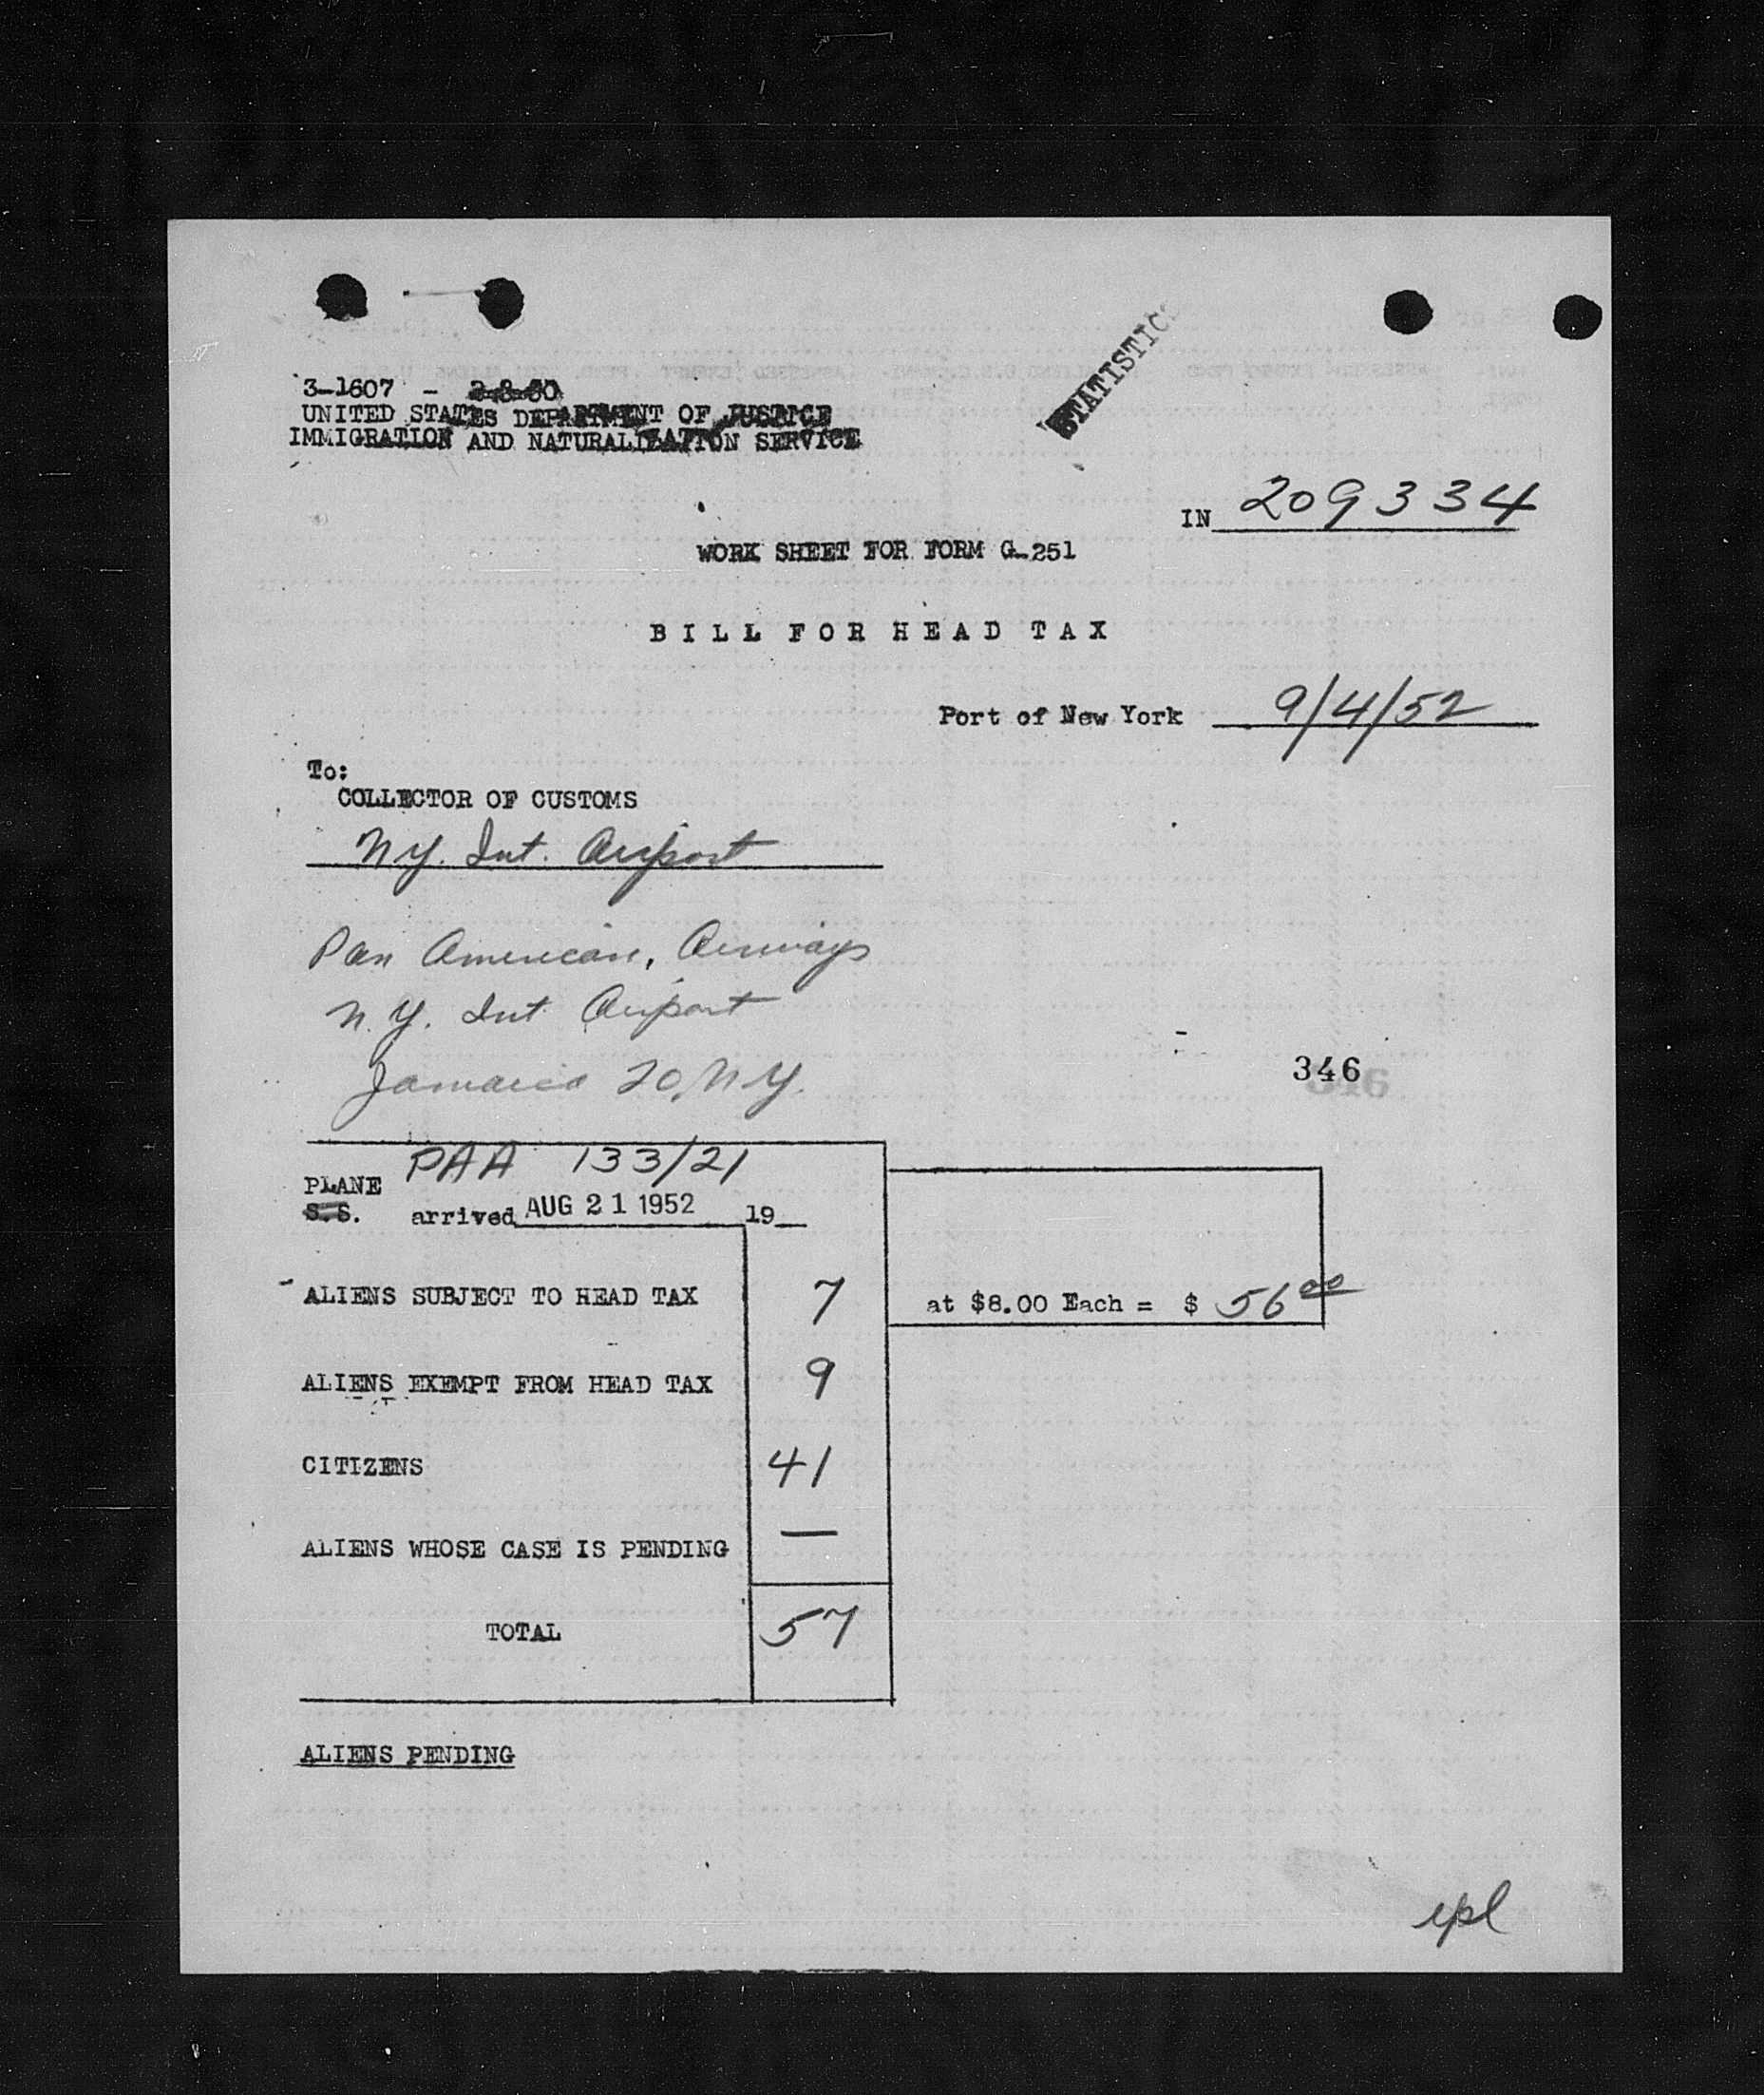 STATISTICS
3-1607 - 2-8-50
UNITED STATES DEPARTMENT OF JUSTICE
IMMIGRATION AND NATURALIZATION SERVICE
IN 209334
WORK SHEET FOR FORM G-251
BILL FOR HEAD TAX
Port of New York 9/4/52
To:
COLLECTOR OF CUSTOMS
N.Y. Int. Airport
Pan American, Airways
N.Y. Int Airport
Jamaica 20, N.Y.
346
PAA 133/21
PLANE
S.S. arrived AUG 21 1952 19
ALIENS SUBJECT TO HEAD TAX 7 at $8.00 Each = $ 56 00
ALIENS EXEMPT FROM HEAD TAX 9
CITIZENS 41
ALIENS WHOSE CASE IS PENDING —
TOTAL 57
ALIENS PENDING
epl